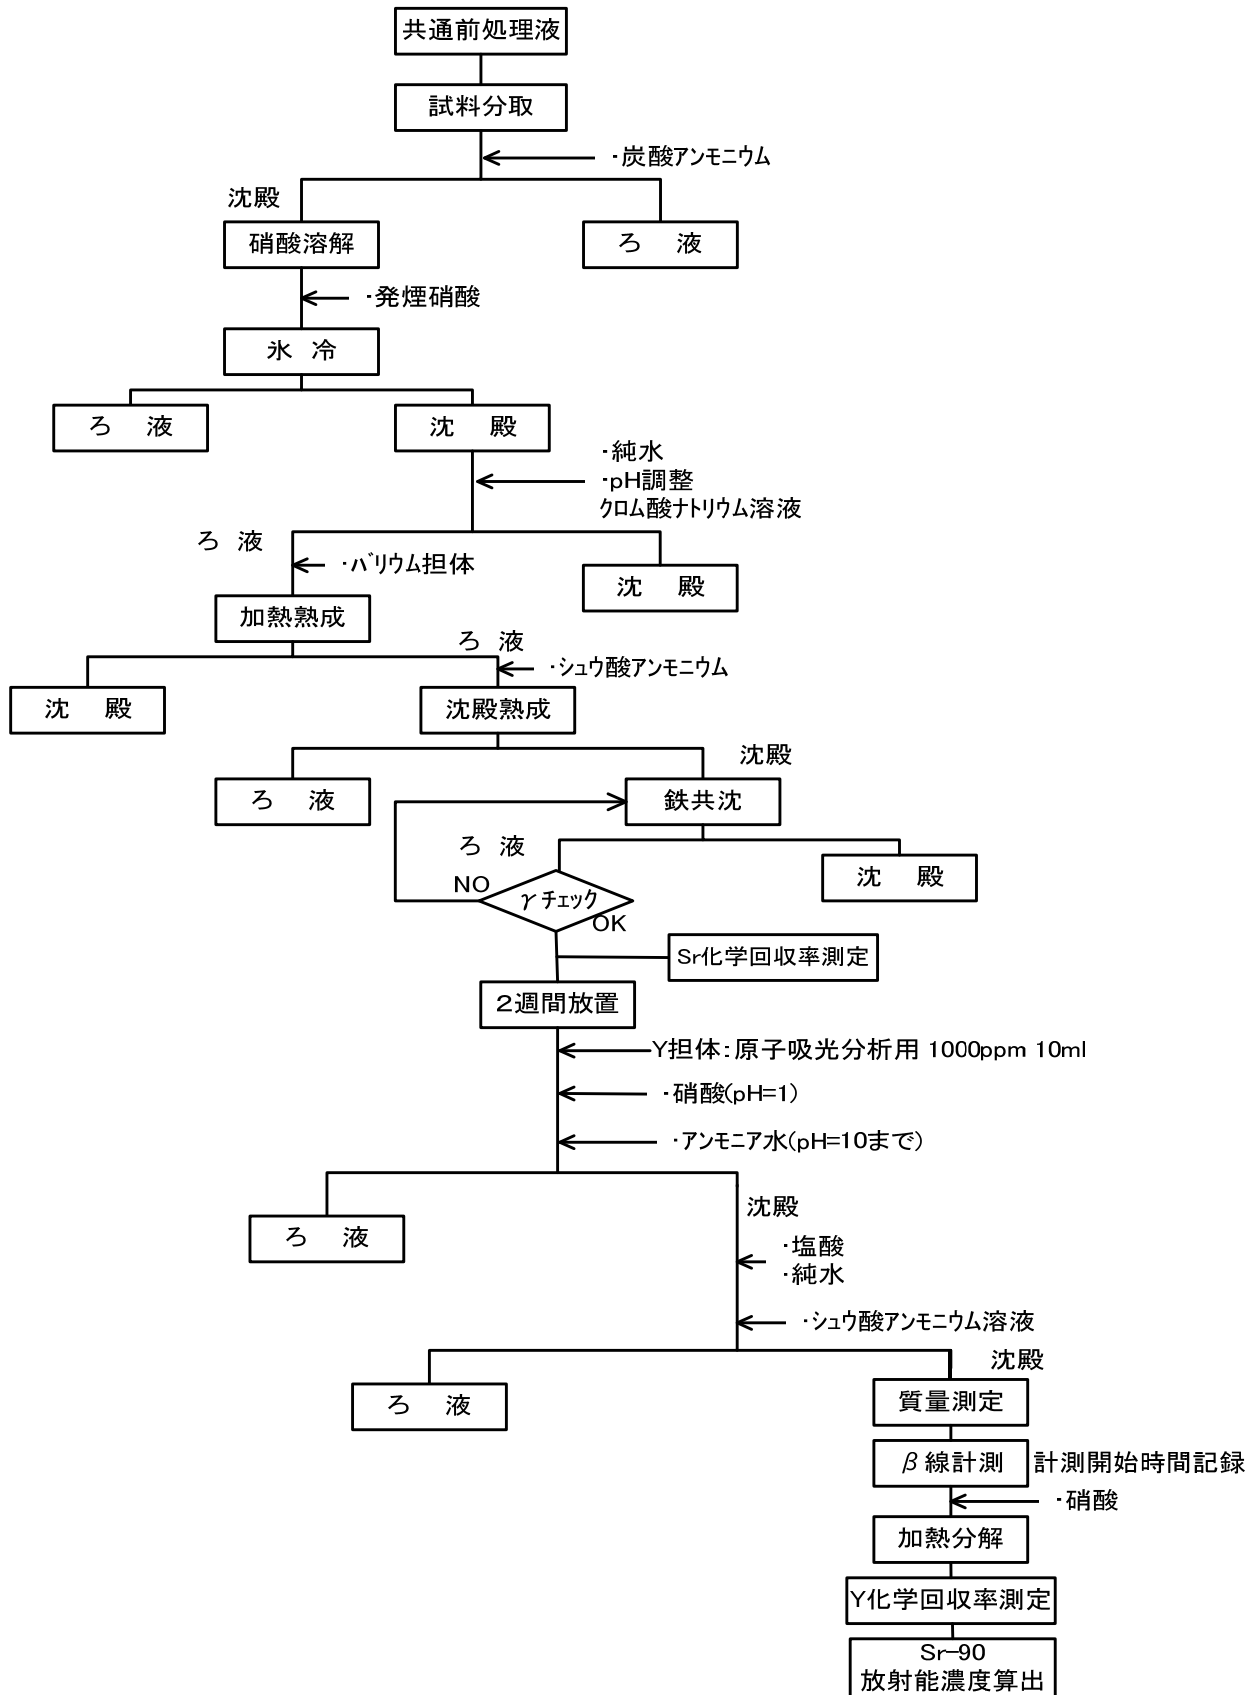 共通前処理液
試料分取
・炭酸アンモニウム
沈殿
硝酸溶解
ろ 液
・発煙硝酸
氷 冷
ろ 液
沈 殿
・純水
・pH調整
クロム酸ナトリウム溶液
ろ 液
・バリウム担体
沈 殿
加熱熟成
ろ 液
・シュウ酸アンモニウム
沈 殿
沈殿熟成
沈殿
ろ 液
鉄共沈
ろ 液
沈 殿
NO
γチェック
OK
Sr化学回収率測定
2週間放置
Y担体:原子吸光分析用 1000ppm 10ml
・硝酸(pH=1)
・アンモニア水(pH=10まで)
沈殿
ろ 液
・塩酸
・純水
・シュウ酸アンモニウム溶液
沈殿
ろ 液
質量測定
β線計測 計測開始時間記録
・硝酸
加熱分解
Y化学回収率測定
Sr-90
放射能濃度算出